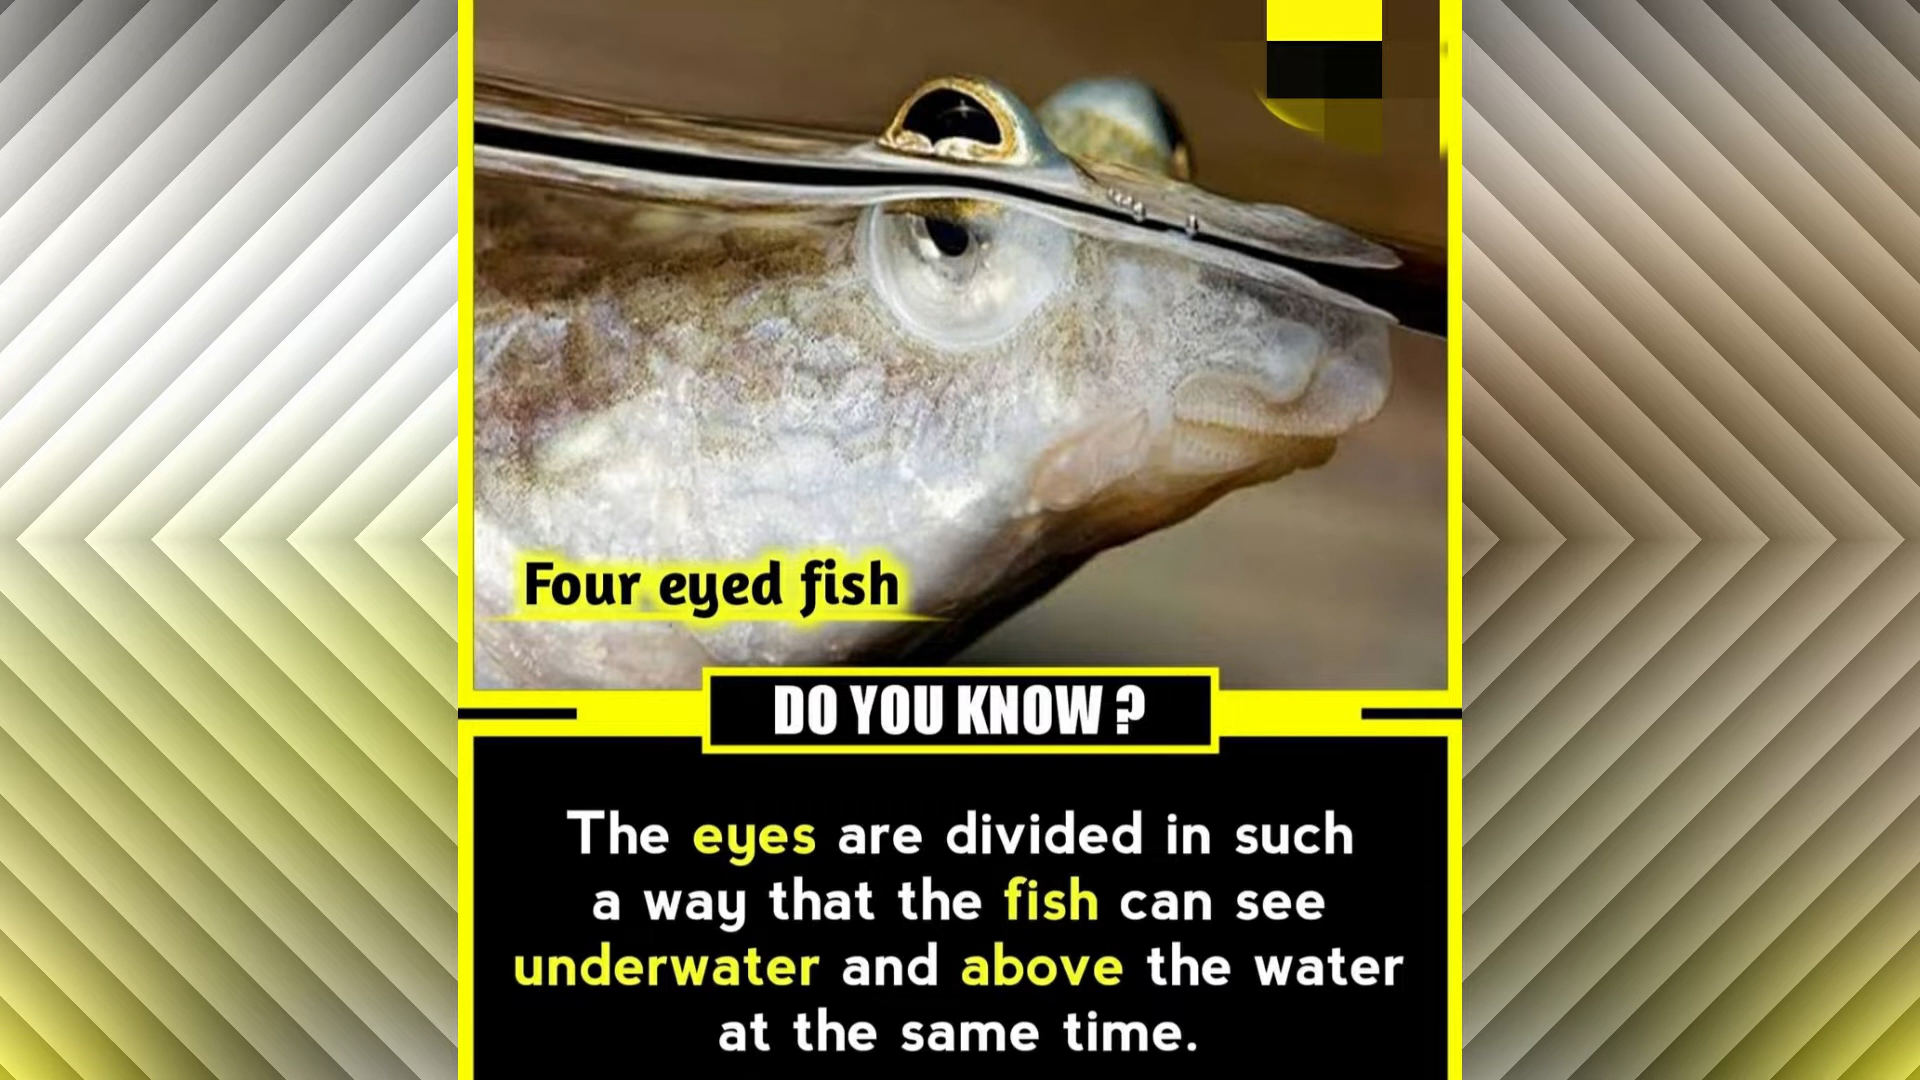 Four eyed fish
DO YOU KNOW ?
The eyes are divided in such
a way that the fish can see
underwater and above the water
at the same time.